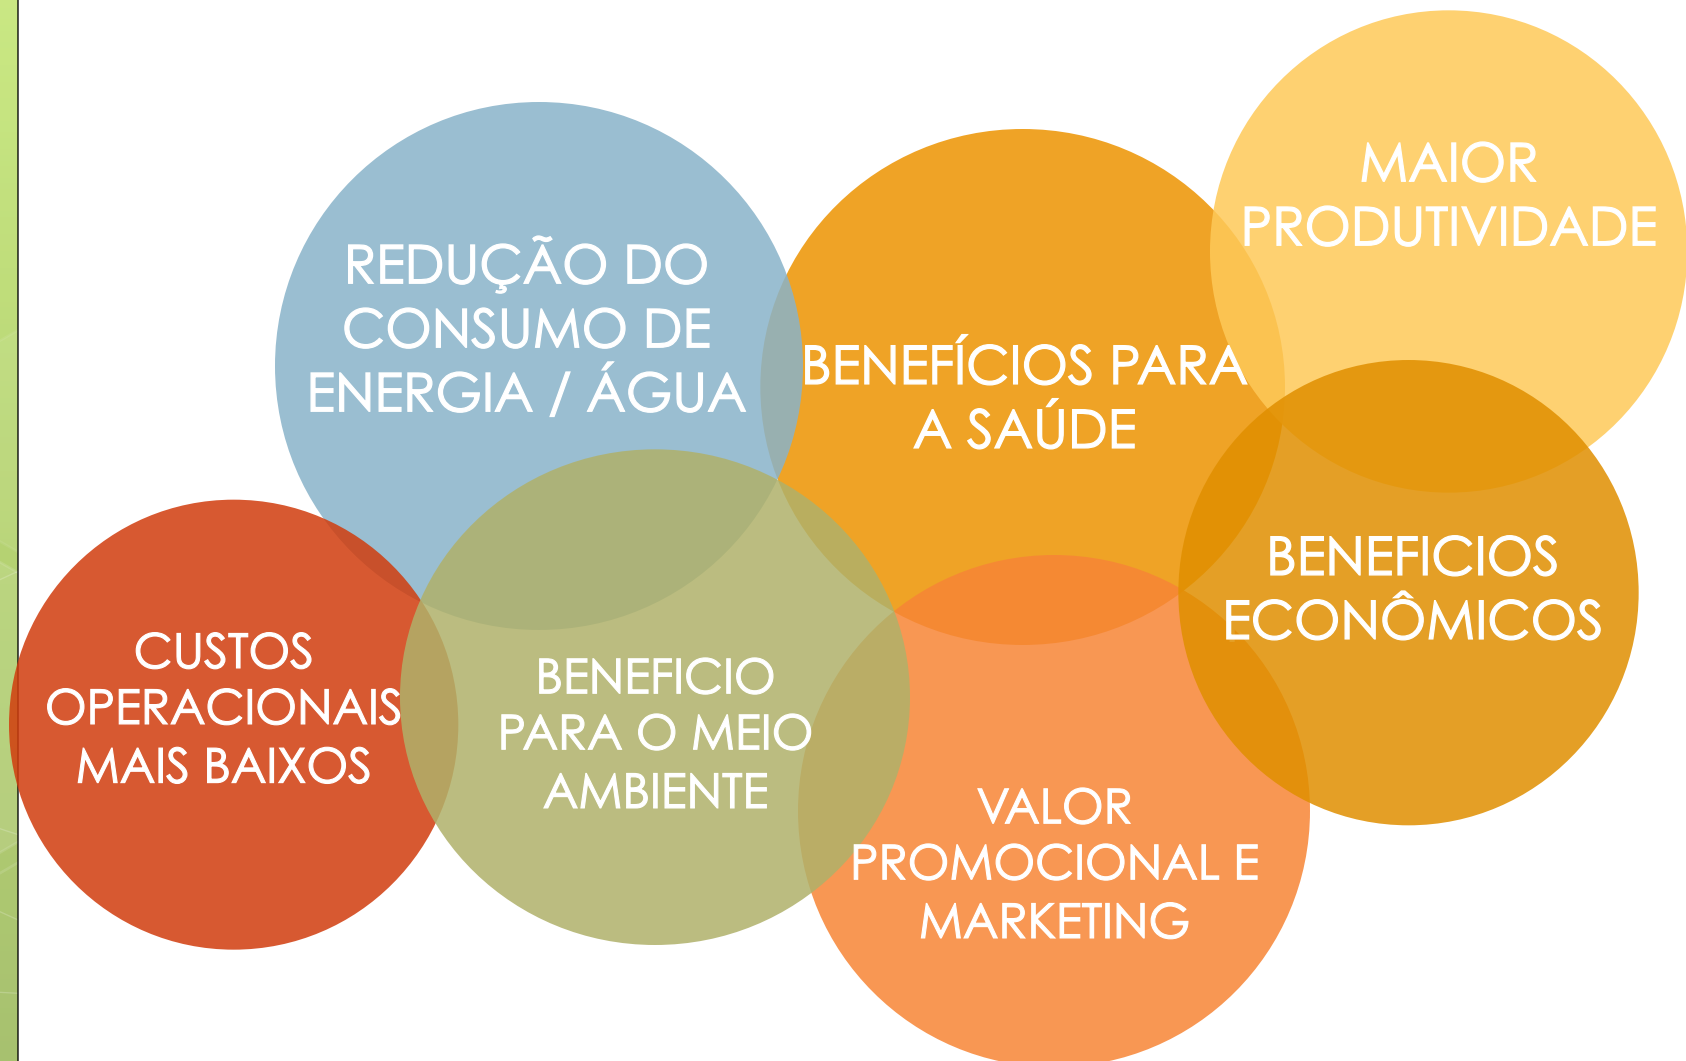 MAIOR
PRODUTIVIDADE
REDUÇÃO DO
CONSUMO DE
ENERGIA / ÁGUA
BENEFÍCIOS PARA
A SAÚDE
BENEFICIOS
ECONÔMICOS
CUSTOS
OPERACIONAIS
MAIS BAIXOS
BENEFICIO
PARA O MEIO
AMBIENTE
VALOR
PROMOCIONAL E
MARKETING